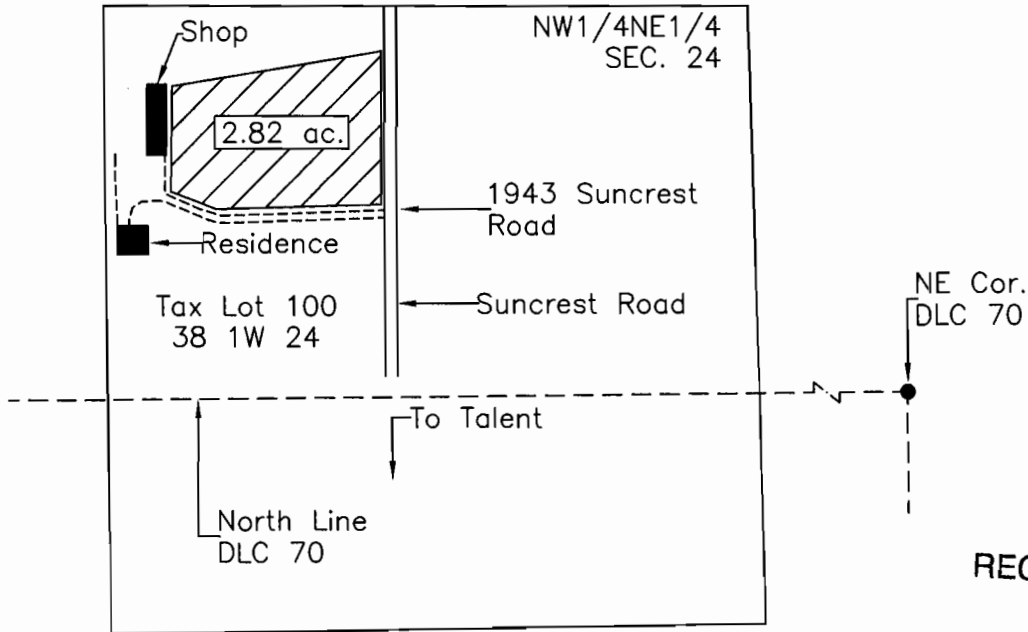 Shop
NW1/4NE1/4
SEC. 24
2.82 ac.
1943 Suncrest
Road
Residence
Tax Lot 100
38 1W 24
Suncrest Road
NE Cor.
DLC 70
To Talent
North Line
DLC 70